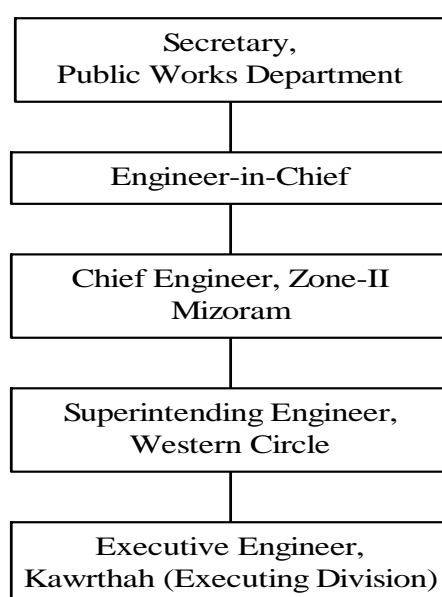 Secretary,
Public Works Department
Engineer-in-Chief
Chief Engineer, Zone-II
Mizoram
Superintending Engineer,
Western Circle
Executive Engineer,
Kawrthah (Executing Division)